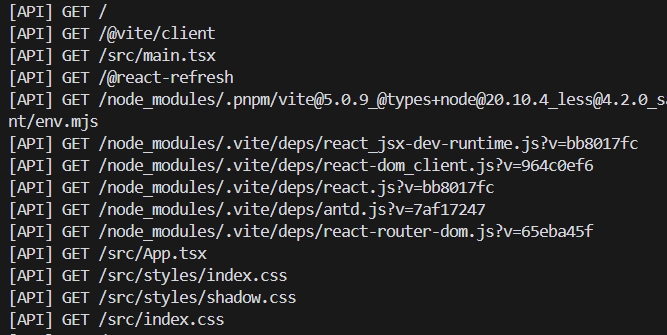 [API] GET /
[API] GET /@vite/client
[API] GET /src/main.tsx
[API] GET /@react-refresh
[API] GET /node_modules/.pnpm/vite@5.0.9_@types+node@20.10.4_less@4.2.0_sa
nt/env.mjs
[API] GET /node_modules/.vite/deps/react_jsx-dev-runtime.js?v=bb8017fc
[API] GET /node_modules/.vite/deps/react-dom_client.js?v=964c0ef6
[API] GET /node_modules/.vite/deps/react.js?v=bb8017fc
[API] GET /node_modules/.vite/deps/antd.js?v=7af17247
[API] GET /node_modules/.vite/deps/react-router-dom.js?v=65eba45f
[API] GET /src/App.tsx
[API] GET /src/styles/index.css
[API] GET /src/styles/shadow.css
[API] GET /src/index.css